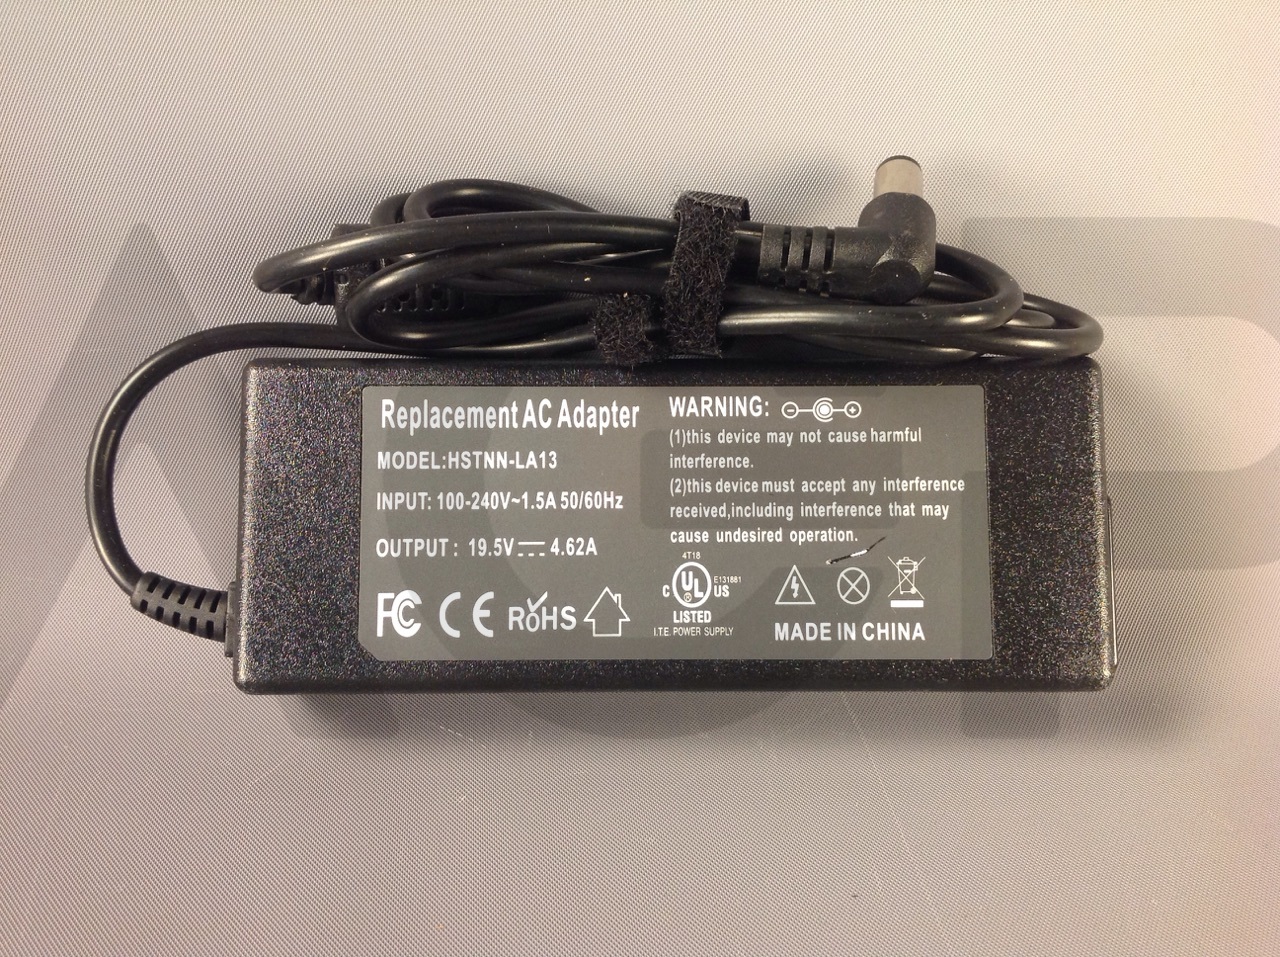 Replacement AC Adapter
MODEL:HSTNN-LA13
INPUT: 100-240V~1.5A 50/60Hz
OUTPUT : 19.5V⎓4.62A
FC CE RoHS
WARNING:
(1)this device may not cause harmful
interference.
(2)this device must accept any interference
received,including interference that may
cause undesired operation.
4T18
C UL US E131881
®
LISTED
I.T.E. POWER SUPPLY
MADE IN CHINA